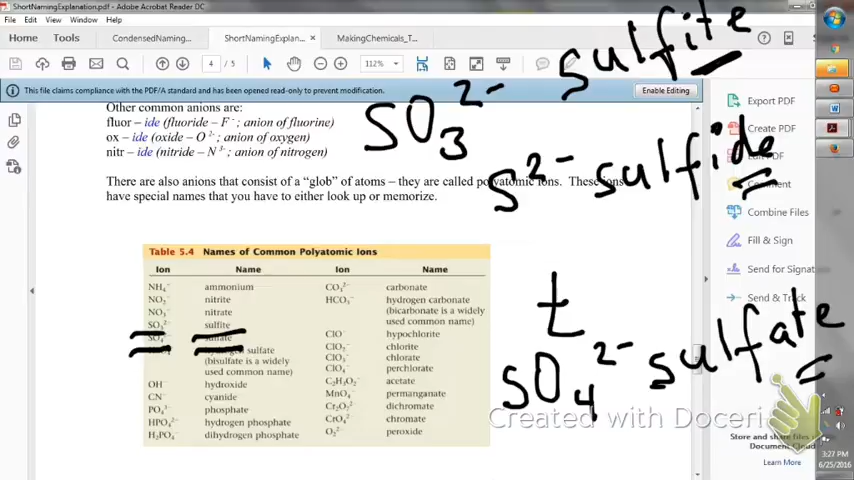 ShortNamingExplanation.pdf - Adobe Acrobat Reader DC
File Edit View Window Help
Home Tools CondensedNaming... ShortNamingExplan... × MakingChemicals_T...
4 / 5 112%
This file claims compliance with the PDF/A standard and has been opened read-only to prevent modification. Enable Editing
SO₃²⁻ sulfite
S²⁻ sulfide
t
SO₄²⁻ sulfate
Other common anions are:
fluor – ide (fluoride – F⁻; anion of fluorine)
ox – ide (oxide – O²⁻; anion of oxygen)
nitr – ide (nitride – N³⁻; anion of nitrogen)
There are also anions that consist of a “glob” of atoms – they are called polyatomic ions. These ions
have special names that you have to either look up or memorize.
Table 5.4 Names of Common Polyatomic Ions
Ion Name Ion Name
NH₄ ammonium CO₃²⁻ carbonate
nitrite HCO₃⁻ hydrogen carbonate
NO₃⁻ nitrate (bicarbonate is a widely
SO₃ sulfite used common name)
SO₄ sulfate ClO⁻ hypochlorite
hydrogen sulfate ClO₂⁻ chlorite
(bisulfate is a widely ClO₃⁻ chlorate
used common name) ClO₄⁻ perchlorate
OH⁻ hydroxide C₂H₃O₂⁻ acetate
CN⁻ cyanide MnO₄⁻ permanganate
PO₄³⁻ phosphate Cr₂O₇²⁻ dichromate
HPO₄²⁻ hydrogen phosphate CrO₄²⁻ chromate
H₂PO₄⁻ dihydrogen phosphate O₂²⁻ peroxide
Export PDF
Create PDF
Edit PDF
Comment
Combine Files
Fill & Sign
Send for Signat
Send & Track
Store and share files in the
Document Cloud
Learn More
Created with Doceri
3:27 PM
6/25/2016